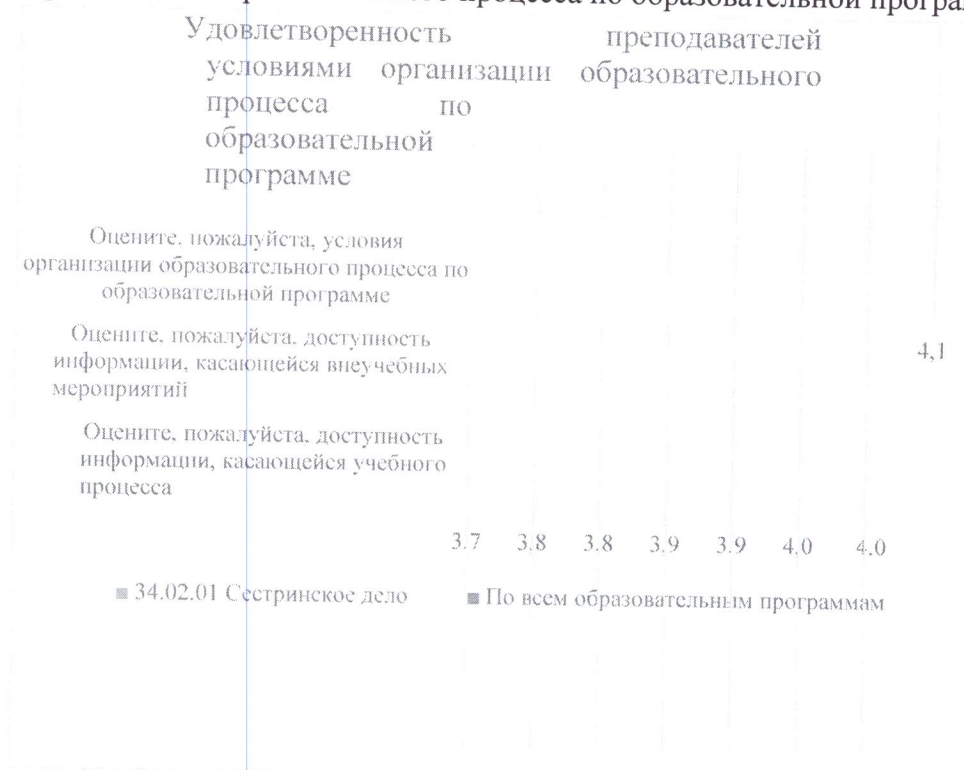 процесса по образовательной
Удовлетворенность преподавателей
условиями организации образовательного
процесса по
образовательной
программе
Оцените, пожалуйста, условия
организации образовательного процесса по
образовательной программе
Оцените, пожалуйста, доступность
информации, касающейся внеучебных
мероприятий
4,1
Оцените, пожалуйста, доступность
информации, касающейся учебного
процесса
3.7 3.8 3.8 3.9 3.9 4.0 4.0
34.02.01 Сестринское дело По всем образовательным программам